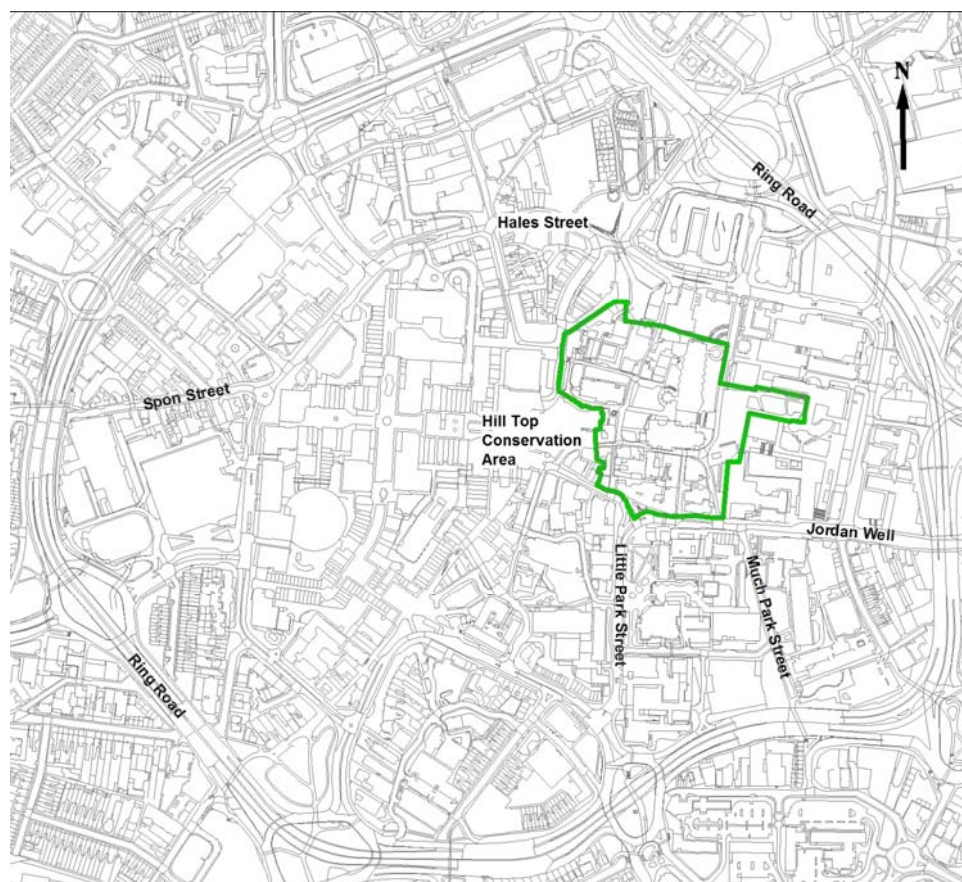 N
Ring Road
Hales Street
Spon Street
Hill Top
Conservation
Area
Jordan Well
Little Park Street
Much Park Street
Ring Road